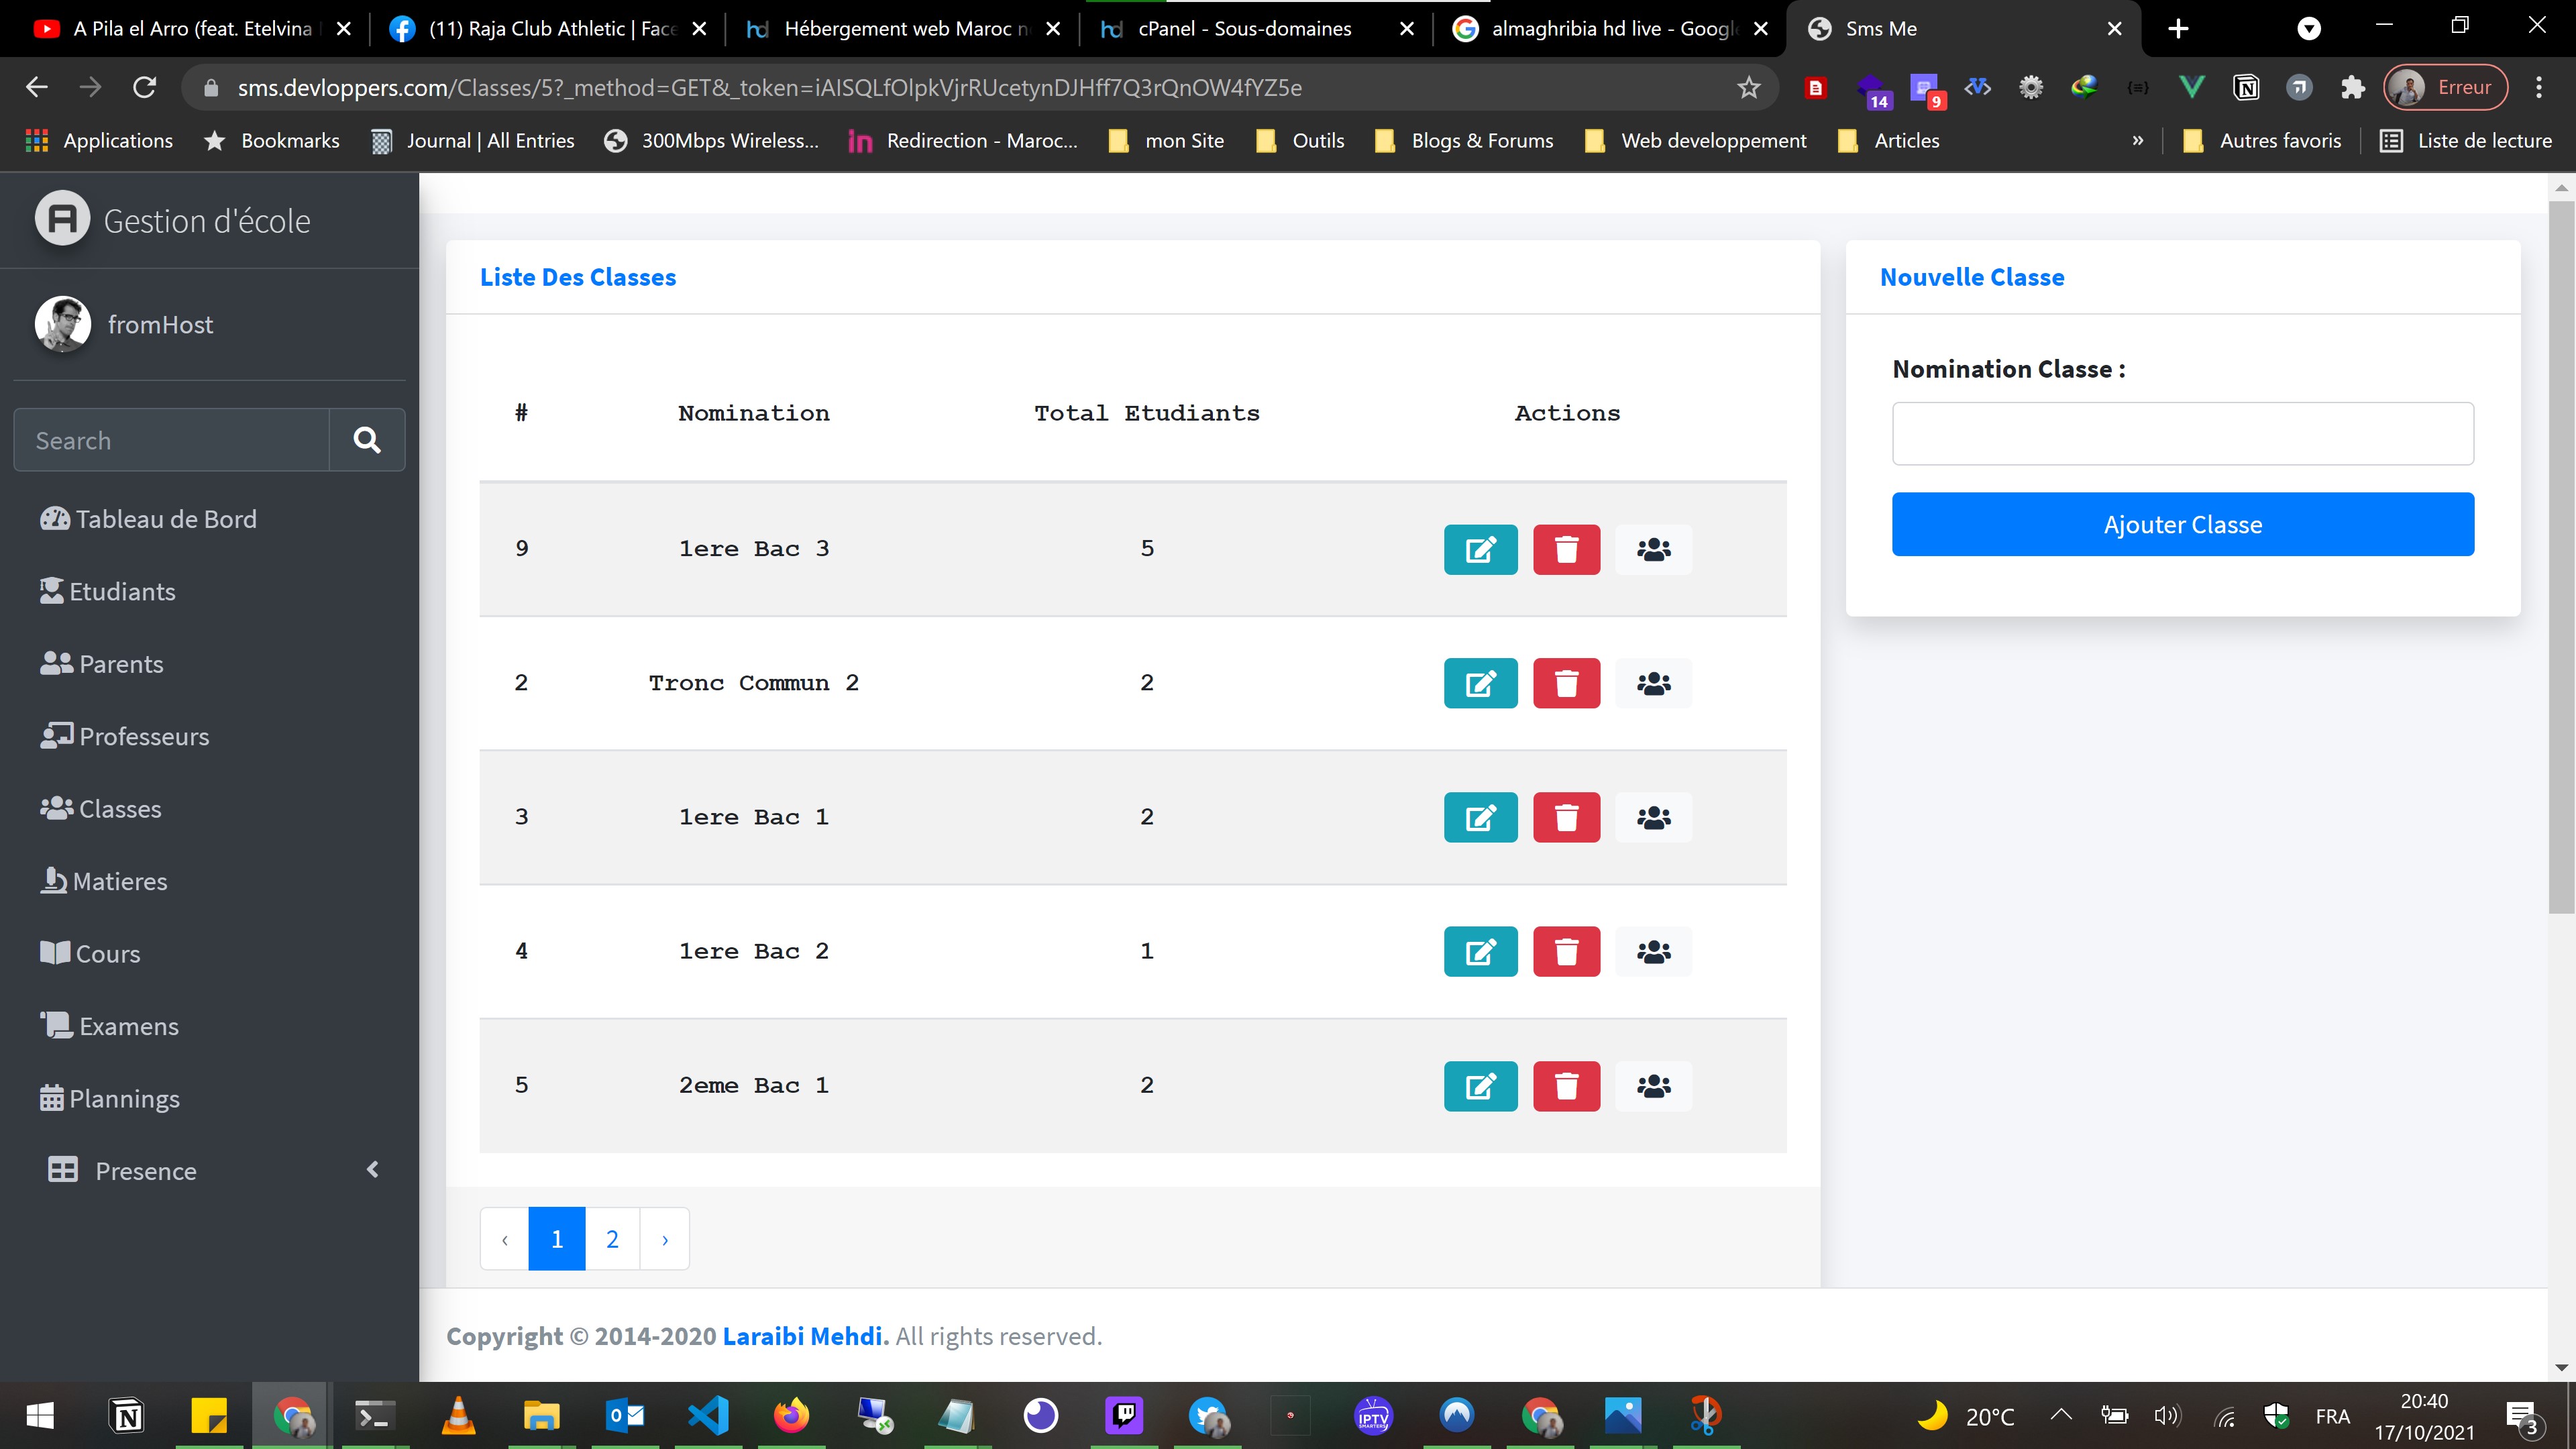 A Pila el Arro (feat. Etelvina
(11) Raja Club Athletic | Face
Hébergement web Maroc n
cPanel - Sous-domaines
almaghribia hd live - Google
Sms Me
sms.devloppers.com/Classes/5?_method=GET&_token=iAISQLfOlpkVjrRUcetynDJHff7Q3rQnOW4fYZ5e
14
9
Erreur
Applications
Bookmarks
Journal | All Entries
300Mbps Wireless...
Redirection - Maroc...
mon Site
Outils
Blogs & Forums
Web developpement
Articles
»
Autres favoris
Liste de lecture
Gestion d'école
fromHost
Search
Tableau de Bord
Etudiants
Parents
Professeurs
Classes
Matieres
Cours
Examens
Plannings
Presence
Liste Des Classes
# Nomination Total Etudiants Actions
9 1ere Bac 3 5
2 Tronc Commun 2 2
3 1ere Bac 1 2
4 1ere Bac 2 1
5 2eme Bac 1 2
‹ 1 2 ›
Nouvelle Classe
Nomination Classe :
Ajouter Classe
Copyright © 2014-2020 Laraibi Mehdi. All rights reserved.
IPTV
20°C
FRA
20:40
17/10/2021
3